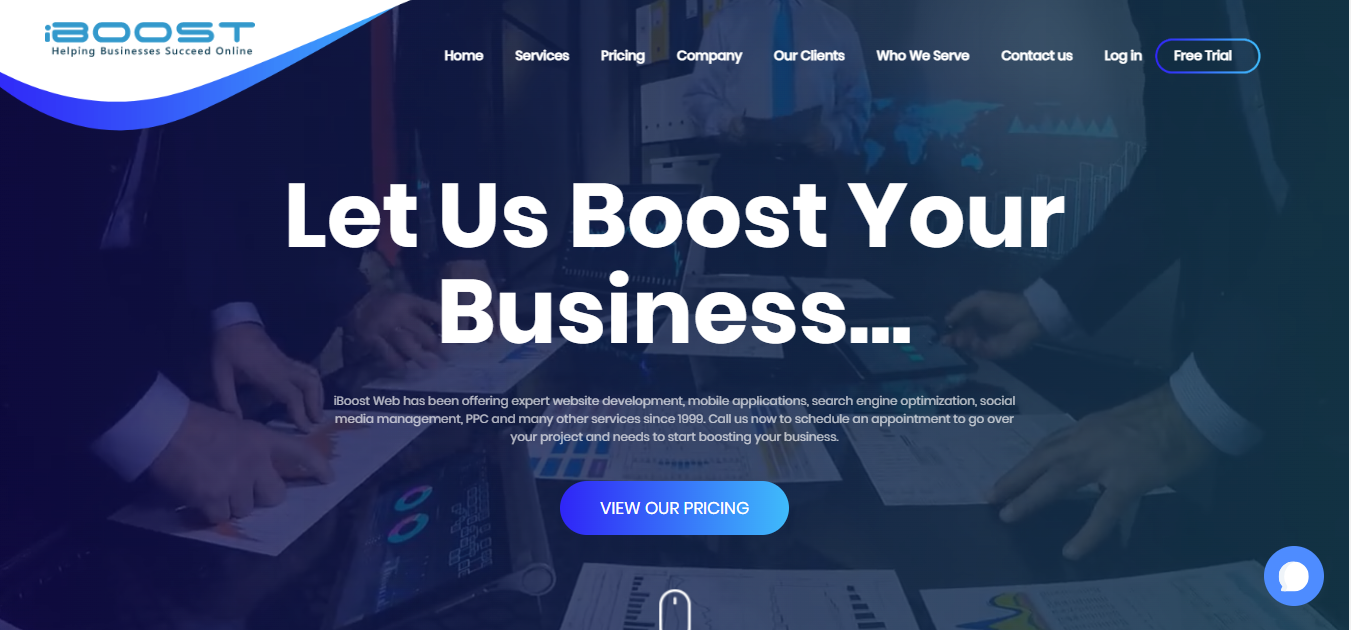 iBOOST
Helping Businesses Succeed Online
Home Services Pricing Company Our Clients Who We Serve Contact us Log in Free Trial
Let Us Boost Your
Business...
iBoost Web has been offering expert website development, mobile applications, search engine optimization, social
media management, PPC and many other services since 1999. Call us now to schedule an appointment to go over
your project and needs to start boosting your business.
VIEW OUR PRICING